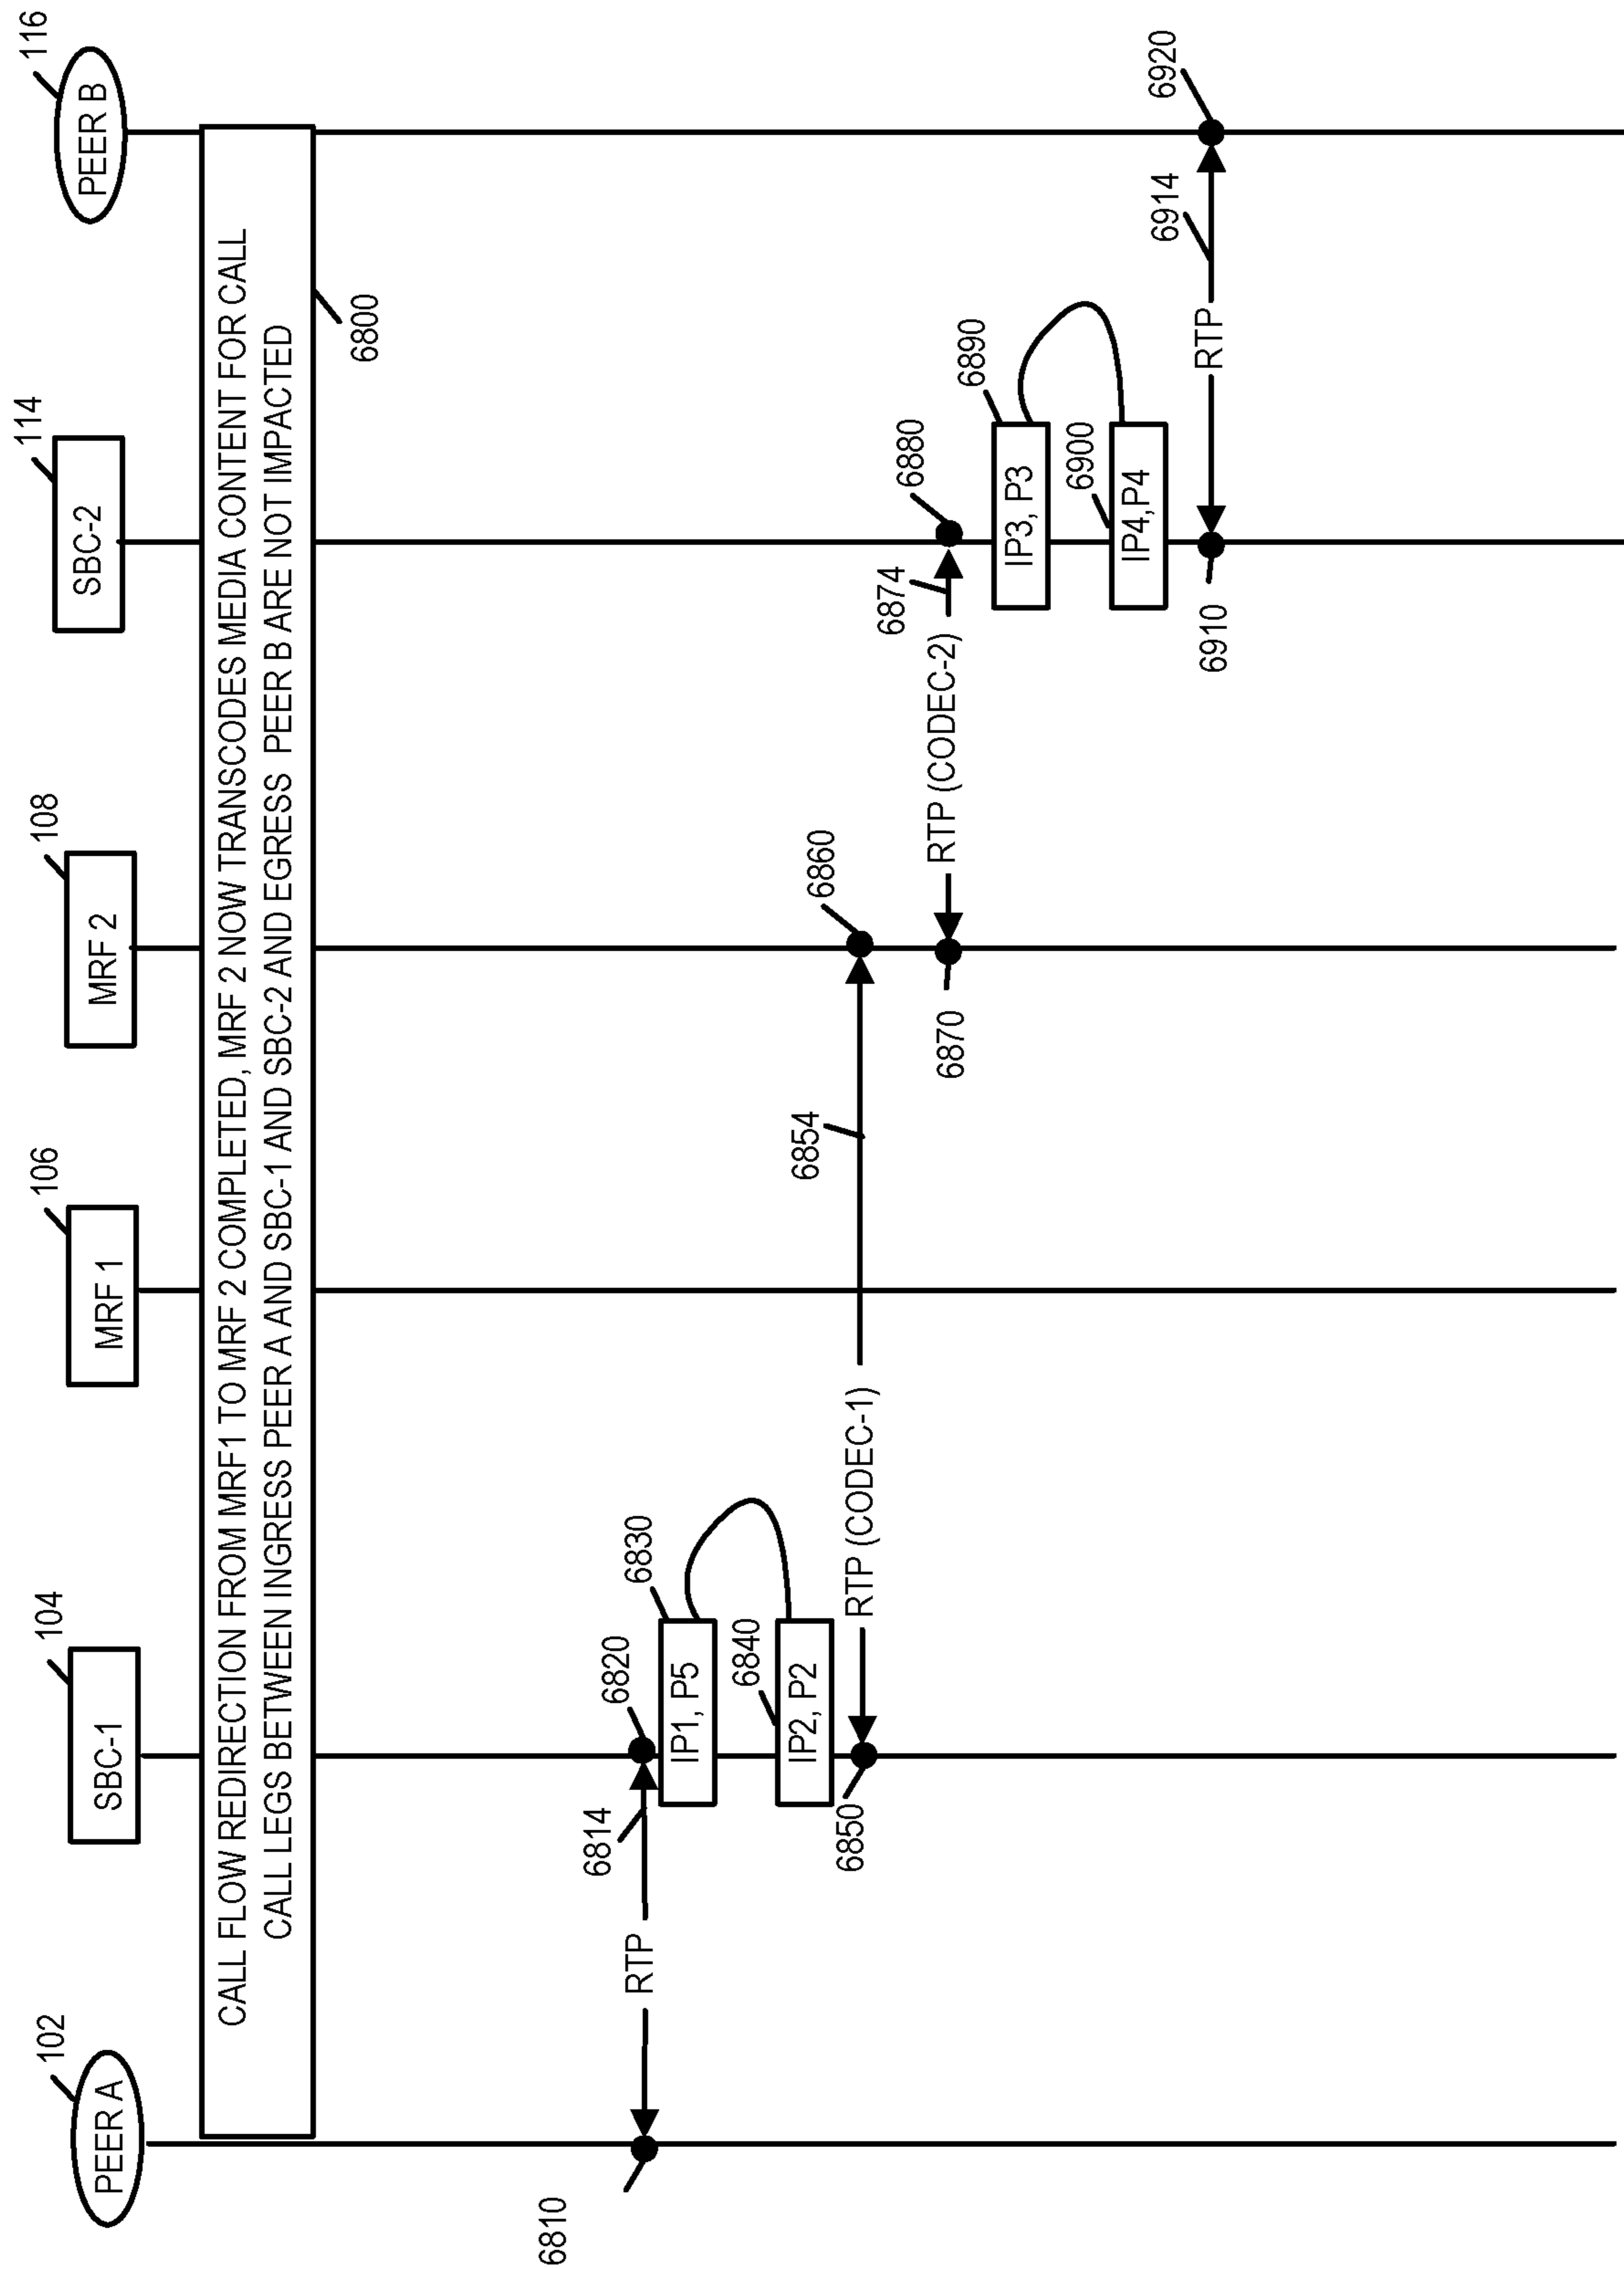 102
104
106
108
114
116
PEER A
SBC-1
MRF 1
MRF 2
SBC-2
PEER B
CALL FLOW REDIRECTION FROM MRF1 TO MRF 2 COMPLETED, MRF 2 NOW TRANSCODES MEDIA CONTENT FOR CALL
CALL LEGS BETWEEN INGRESS PEER A AND SBC-1 AND SBC-2 AND EGRESS PEER B ARE NOT IMPACTED
6800
6810
RTP
6814
6820
6830
IP1, P5
6840
IP2, P2
6850
RTP (CODEC-1)
6854
6860
6870
RTP (CODEC-2)
6874
6880
6890
IP3, P3
6900
IP4,P4
6910
RTP
6914
6920